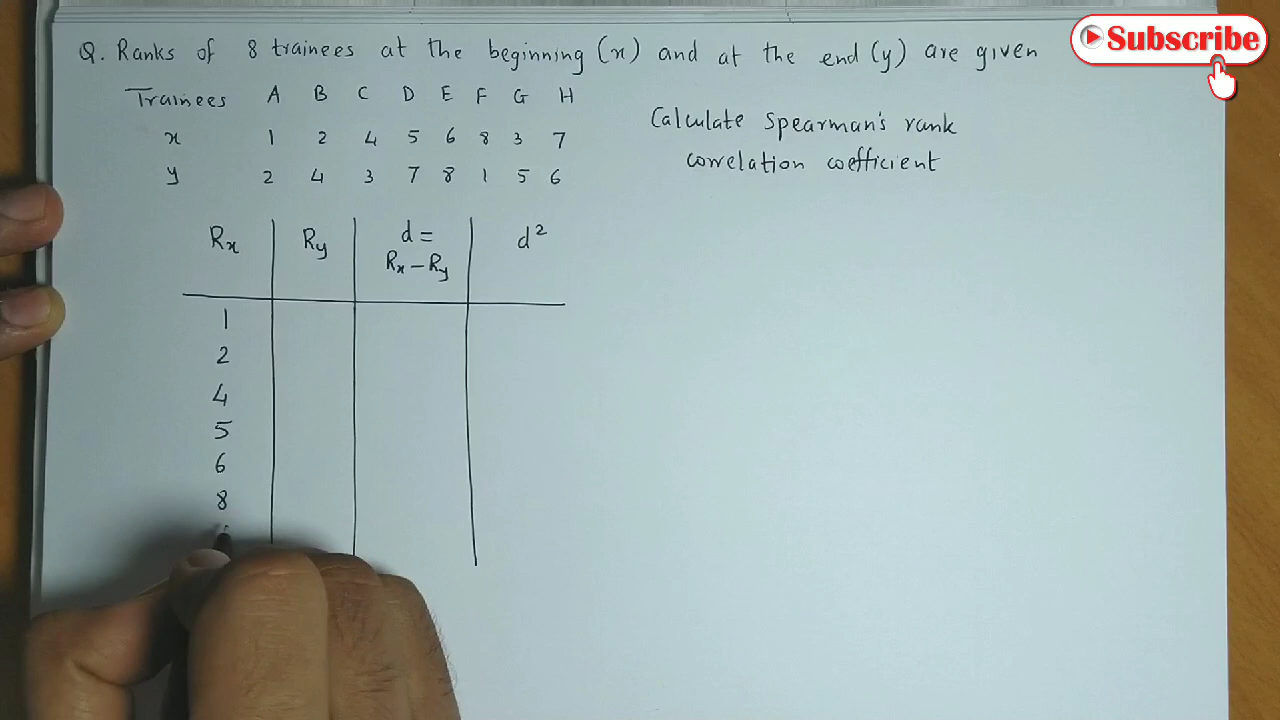 Subscribe
Q. Ranks of 8 trainees at the beginning (x) and at the end (y) are given
Trainees A B C D E F G H
x 1 2 4 5 6 8 3 7
y 2 4 3 7 8 1 5 6
Calculate Spearman's rank
correlation coefficient
Rx Ry d = Rx - Ry d²
1
2
4
5
6
8